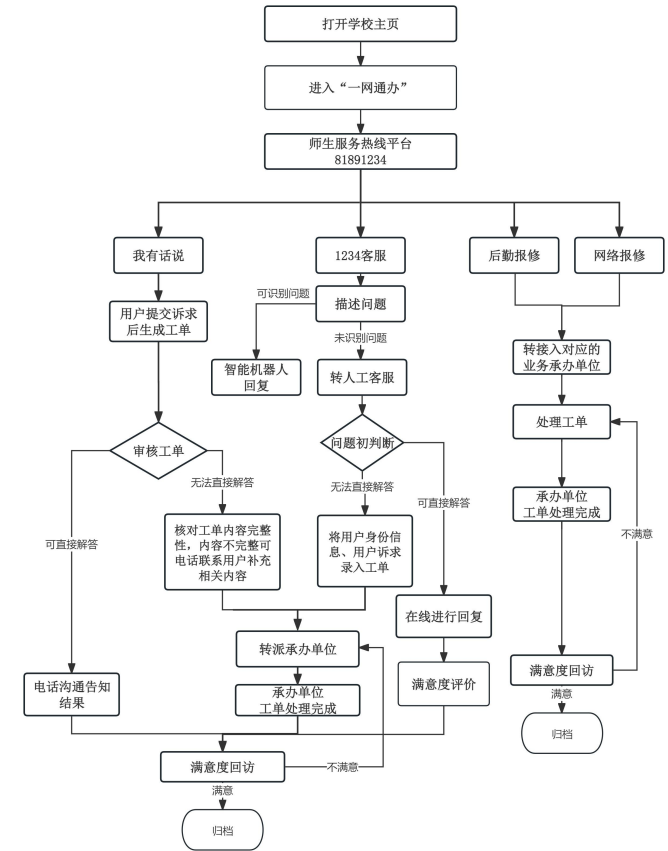 打开学校主页
进入“一网通办”
师生服务热线平台
81891234
我有话说
1234客服
后勤报修
网络报修
可识别问题
描述问题
用户提交诉求
后生成工单
未识别问题
转接入对应的
业务承办单位
智能机器人
回复
转人工客服
处理工单
审核工单
问题初判断
无法直接解答
无法直接解答
可直接解答
承办单位
工单处理完成
不满意
可直接解答
核对工单内容完整
性，内容不完整可
电话联系用户补充
相关内容
将用户身份信
息、用户诉求
录入工单
在线进行回复
转派承办单位
满意度回访
电话沟通告知
结果
承办单位
工单处理完成
满意度评价
满意
归档
满意度回访
不满意
满意
归档